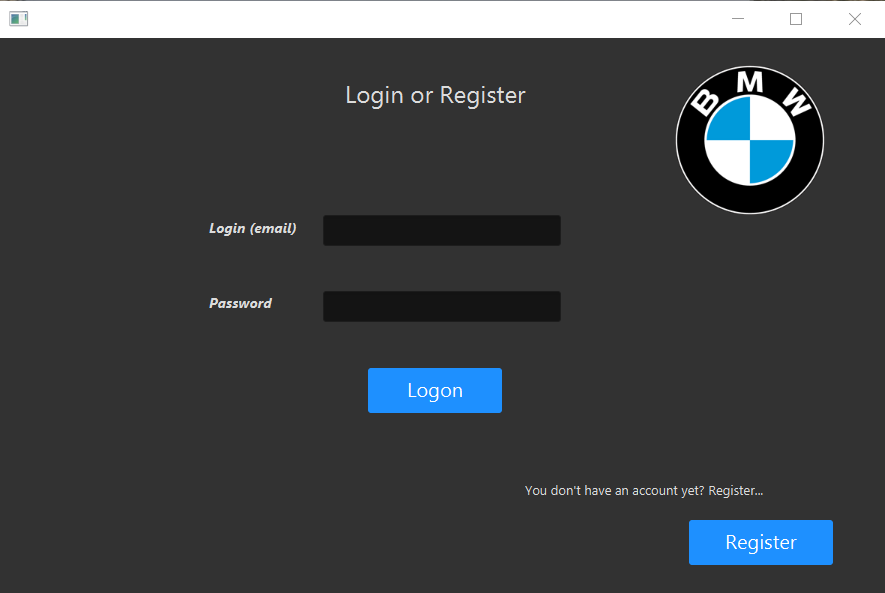 Login or Register
BMW
Login (email)
Password
Logon
You don't have an account yet? Register...
Register